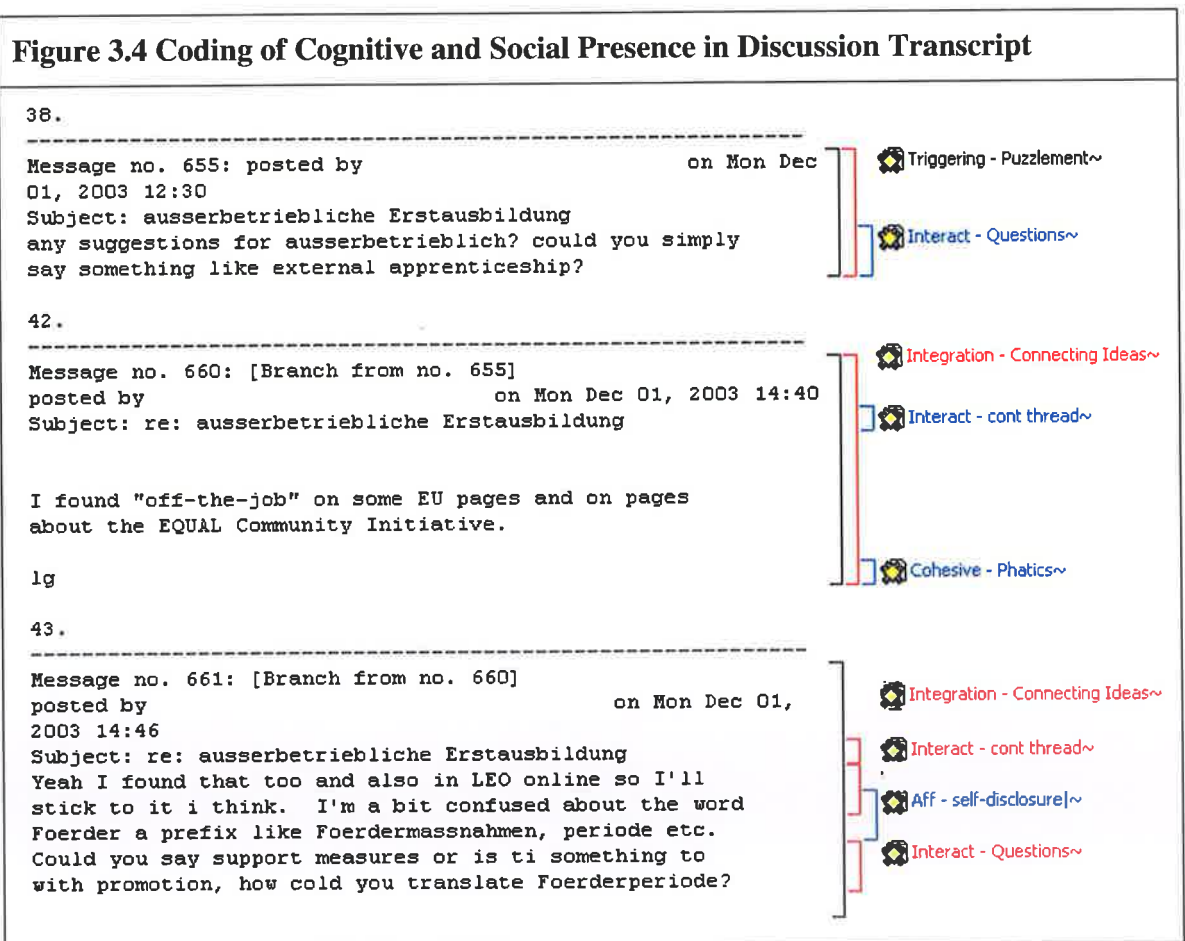 Figure 3.4 Coding of Cognitive and Social Presence in Discussion Transcript
38.
Message no. 655: posted by on Mon Dec
01, 2003 12:30
Subject: ausserbetriebliche Erstausbildung
any suggestions for ausserbetrieblich? could you simply
say something like external apprenticeship?
Triggering - Puzzlement~
Interact - Questions~
42.
Message no. 660: [Branch from no. 655]
posted by on Mon Dec 01, 2003 14:40
Subject: re: ausserbetriebliche Erstausbildung
I found "off-the-job" on some EU pages and on pages
about the EQUAL Community Initiative.
lg
Integration - Connecting Ideas~
Interact - cont thread~
Cohesive - Phatics~
43.
Message no. 661: [Branch from no. 660]
posted by on Mon Dec 01,
2003 14:46
Subject: re: ausserbetriebliche Erstausbildung
Yeah I found that too and also in LEO online so I'll
stick to it i think. I'm a bit confused about the word
Foerder a prefix like Foerdermassnahmen, periode etc.
Could you say support measures or is ti something to
with promotion, how cold you translate Foerderperiode?
Integration - Connecting Ideas~
Interact - cont thread~
Aff - self-disclosure|~
Interact - Questions~